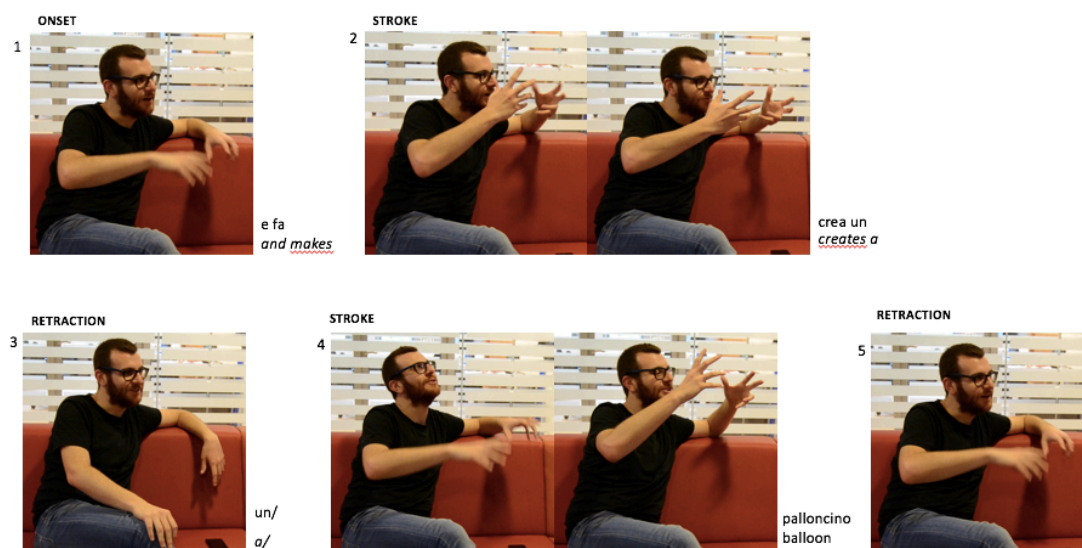 ONSET
STROKE
1
2
e fa
and makes
crea un
creates a
RETRACTION
STROKE
RETRACTION
3
4
5
un/
a/
palloncino
balloon